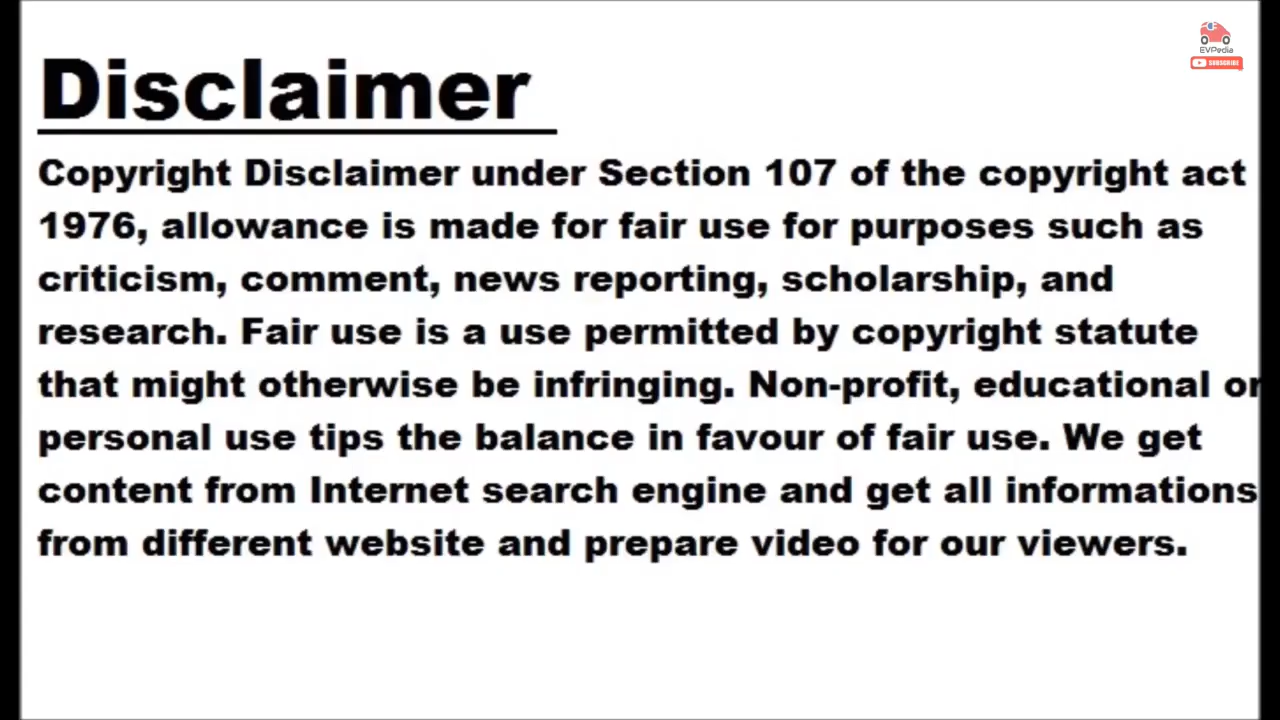 EVPedia
SUBSCRIBE
Disclaimer
Copyright Disclaimer under Section 107 of the copyright act
1976, allowance is made for fair use for purposes such as
criticism, comment, news reporting, scholarship, and
research. Fair use is a use permitted by copyright statute
that might otherwise be infringing. Non-profit, educational or
personal use tips the balance in favour of fair use. We get
content from Internet search engine and get all informations
from different website and prepare video for our viewers.